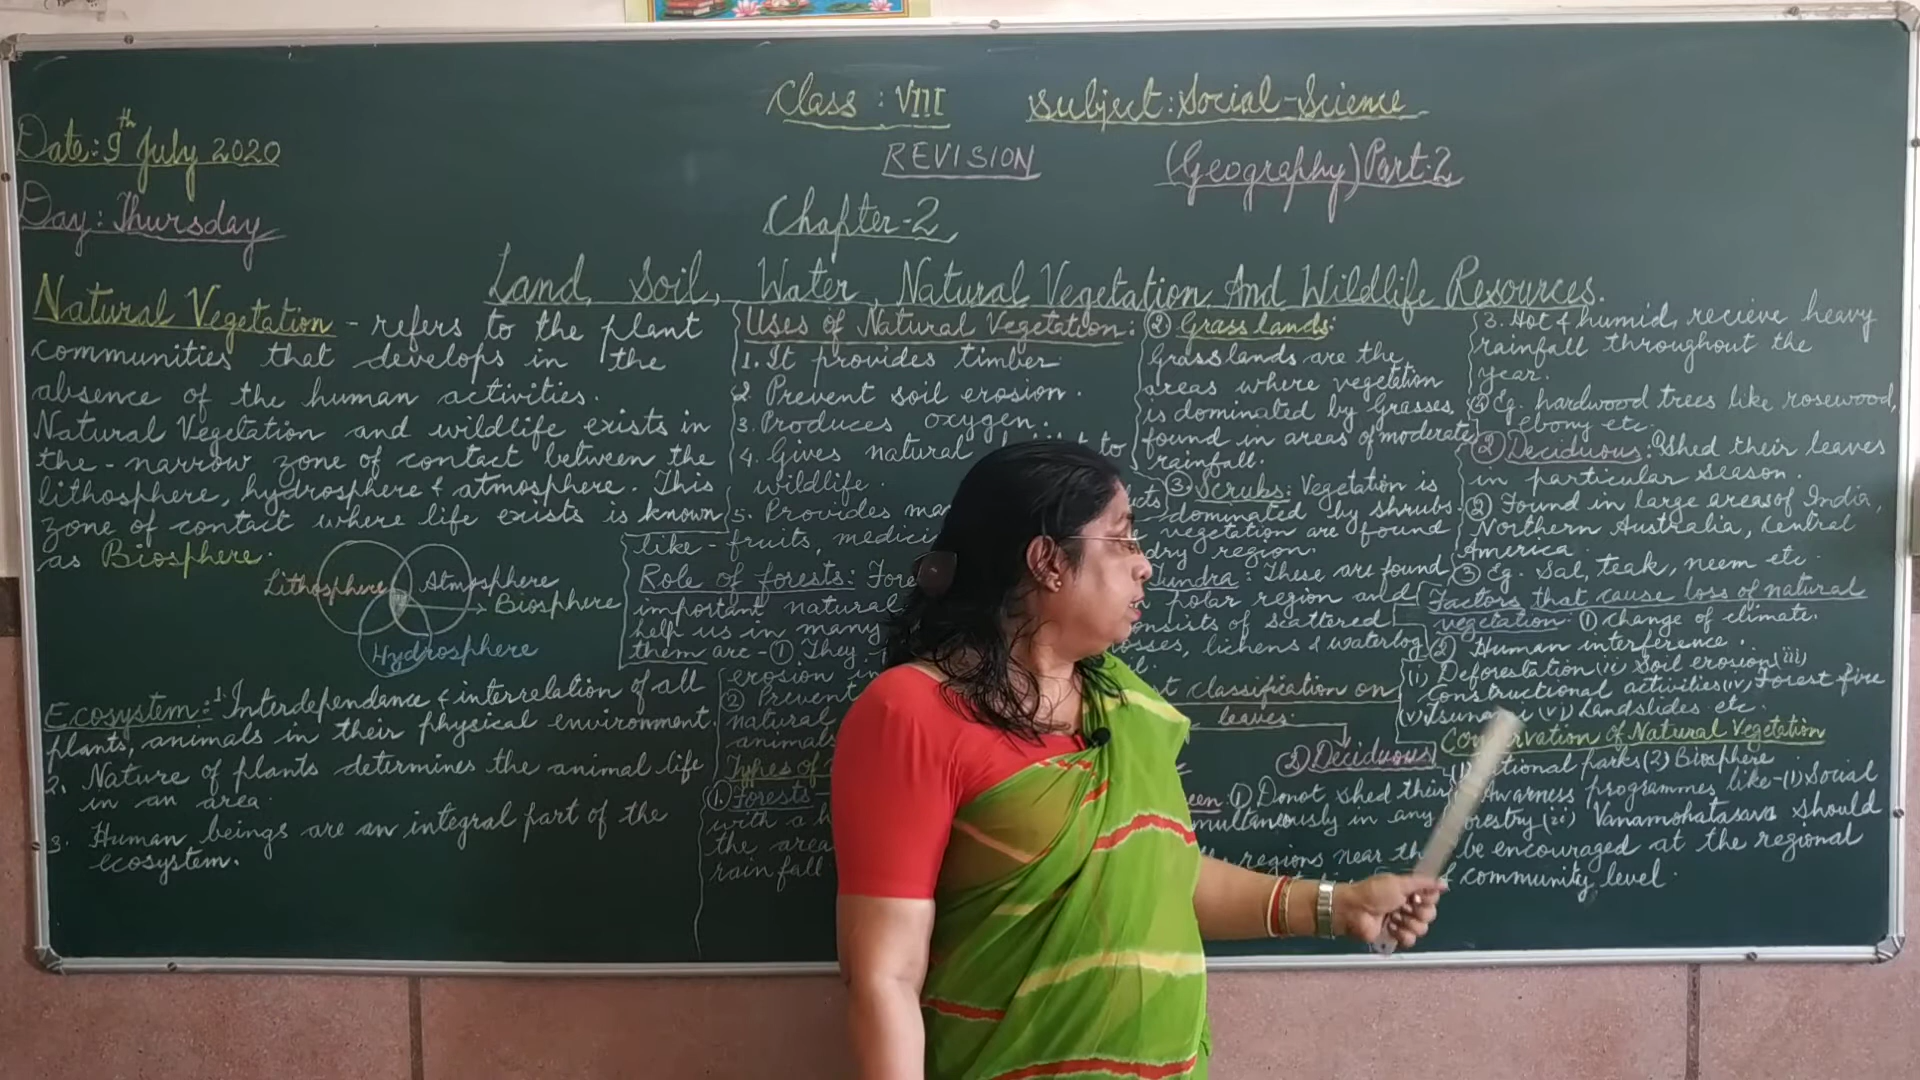 Class : VIII Subject : Social-Science
Date: 9th July 2020
REVISION (Geography) Part-2
Day: Thursday
Chapter-2
Land, Soil, Water, Natural Vegetation And Wildlife Resources.
Natural Vegetation - refers to the plant
communities that develops in the
absence of the human activities.
Natural Vegetation and wildlife exists in
the - narrow zone of contact between the
lithosphere, hydrosphere & atmosphere. This
zone of contact where life exists is known
as Biosphere.
Lithosphere
Atmosphere
Biosphere
Hydrosphere
Ecosystem: 1. Interdependance & interrelation of all
plants, animals in their physical environment.
2. Nature of plants determines the animal life
in an area.
3. Human beings are an integral part of the
ecosystem.
Uses of Natural Vegetation:
1. It provides timber
2. Prevent soil erosion.
3. Produces oxygen.
4. Gives natural to
wildlife.
5. Provides
like - fruits,
Role of forests:
important natural
help us in many
them are - ① They
erosion in
② Prevent
natural
animals
Types of
① Forests
with a
the area
rainfall
② Grasslands:
Grasslands are the
areas where vegetation
is dominated by Grasses,
found in areas of moderate
rainfall.
③ Scrubs: Vegetation is
dominated by shrubs.
vegetation are found
dry region.
Tundra: These are found
polar region and
consists of scattered
mosses, lichens & waterlog
classification on
leaves.
② Deciduous
① Donot shed their
simultaneously in any
regions near the
3. Hot & humid, recieve heavy
rainfall throughout the
year.
④ Eg. hardwood trees like rosewood,
ebony etc.
② Deciduous: ① Shed their leaves
in particular season.
② Found in large areas of India,
Northern Australia, Central
America.
③ Eg. Sal, teak, neem etc.
Factors that cause loss of natural
vegetation: ① Change of climate.
② Human interference.
(i) Deforestation (ii) Soil erosion (iii)
Constructional activities (iv) Forest fire
(v) (vi) Landslides etc.
Conservation of Natural Vegetation
(1) National parks (2) Biosphere
Awarness programmes like - (i) Social
forestry (ii) Vanamohatasava should
be encouraged at the regional
& community level.